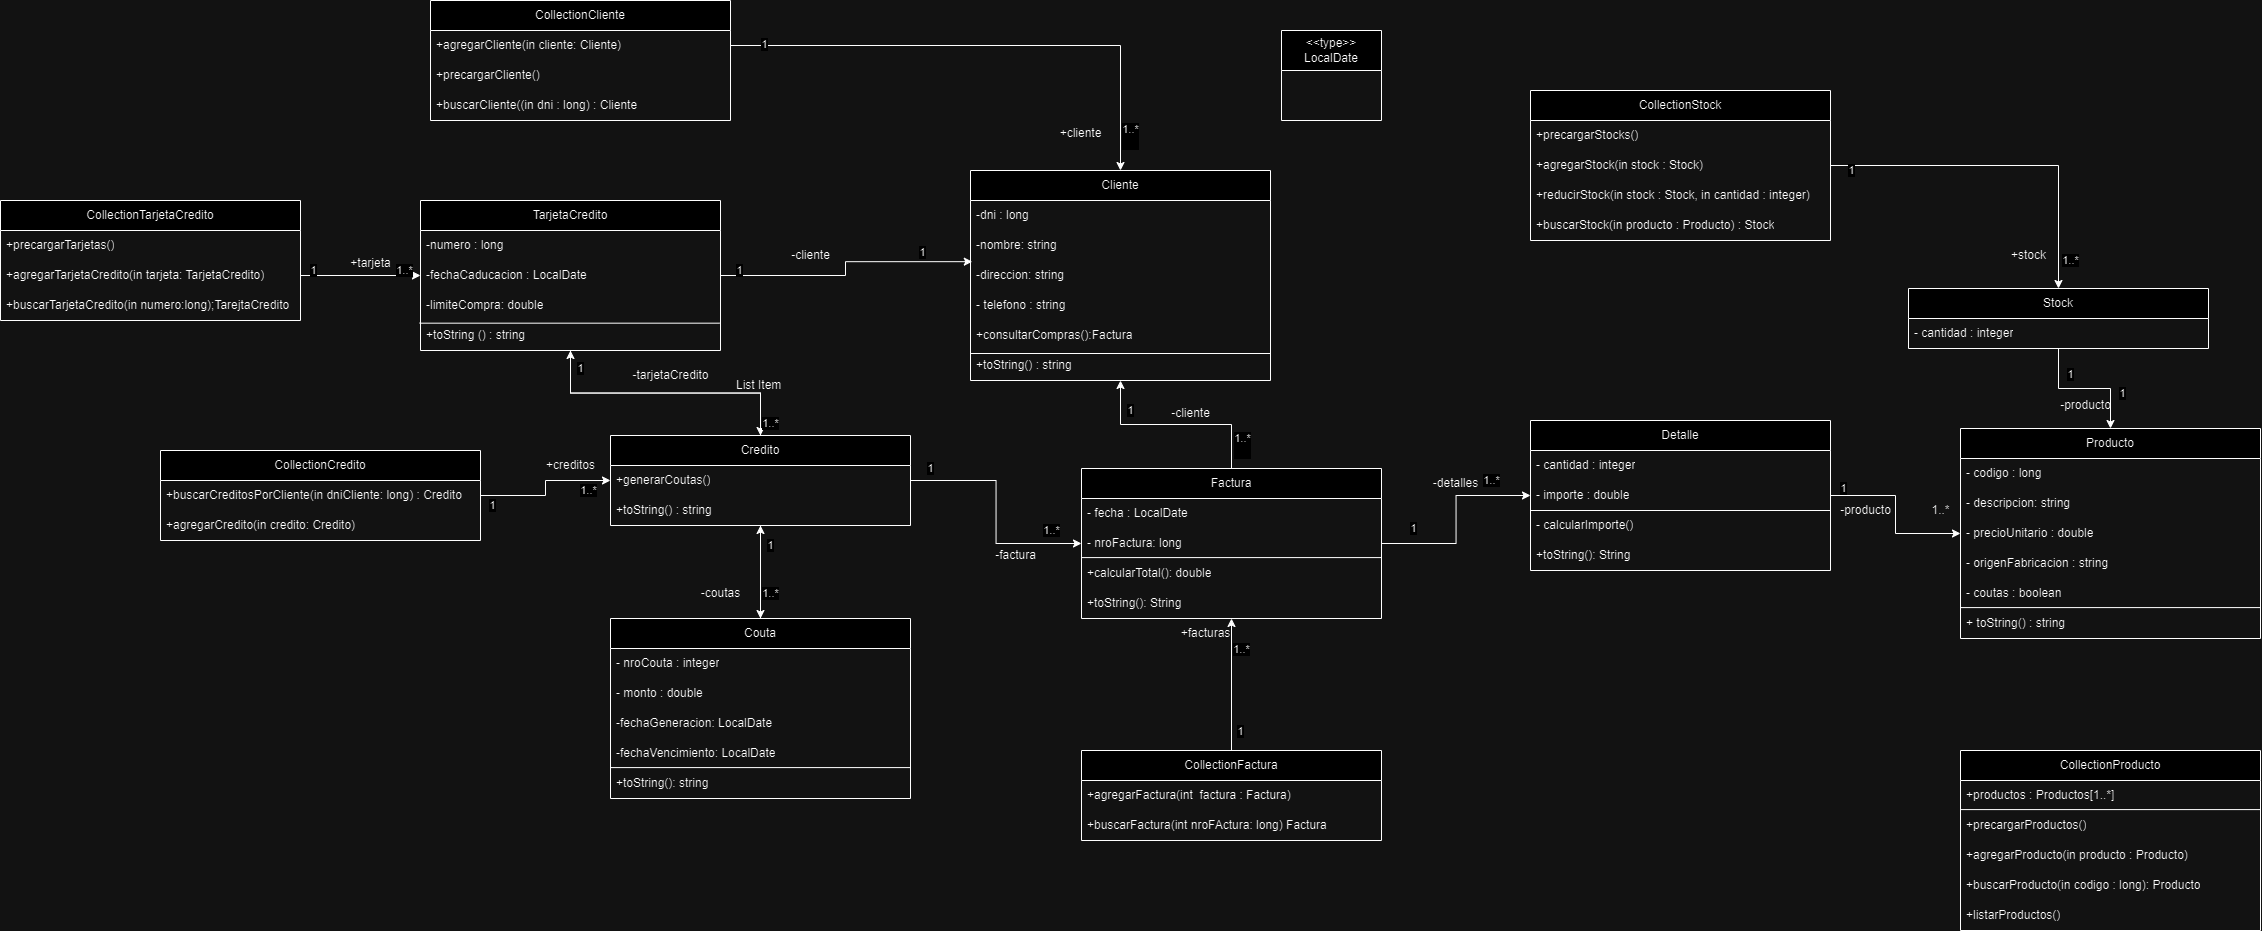 CollectionCliente
+agregarCliente(in cliente: Cliente)
+precargarCliente()
+buscarCliente((in dni : long) : Cliente
1
+cliente
1..*
<<type>>
LocalDate
CollectionStock
+precargarStocks()
+agregarStock(in stock : Stock)
+reducirStock(in stock : Stock, in cantidad : integer)
+buscarStock(in producto : Producto) : Stock
1
+stock
1..*
CollectionTarjetaCredito
+precargarTarjetas()
+agregarTarjetaCredito(in tarjeta: TarjetaCredito)
+buscarTarjetaCredito(in numero:long);TarejtaCredito
1
+tarjeta
1..*
TarjetaCredito
-numero : long
-fechaCaducacion : LocalDate
-limiteCompra: double
+toString () : string
1
-cliente
1
Cliente
-dni : long
-nombre: string
-direccion: string
- telefono : string
+consultarCompras():Factura
+toString() : string
Stock
- cantidad : integer
1
-producto
1
1
-tarjetaCredito
List Item
1..*
1
-cliente
1..*
CollectionCredito
+buscarCreditosPorCliente(in dniCliente: long) : Credito
+agregarCredito(in credito: Credito)
1
+creditos
1..*
Credito
+generarCoutas()
+toString() : string
1
-factura
1..*
Factura
- fecha : LocalDate
- nroFactura: long
+calcularTotal(): double
+toString(): String
1
-detalles
1..*
Detalle
- cantidad : integer
- importe : double
- calcularImporte()
+toString(): String
1
-producto
1..*
Producto
- codigo : long
- descripcion: string
- precioUnitario : double
- origenFabricacion : string
- coutas : boolean
+ toString() : string
1
-coutas
1..*
Couta
- nroCouta : integer
- monto : double
-fechaGeneracion: LocalDate
-fechaVencimiento: LocalDate
+toString(): string
+facturas
1..*
1
CollectionFactura
+agregarFactura(int  factura : Factura)
+buscarFactura(int nroFActura: long) Factura
CollectionProducto
+productos : Productos[1..*]
+precargarProductos()
+agregarProducto(in producto : Producto)
+buscarProducto(in codigo : long): Producto
+listarProductos()